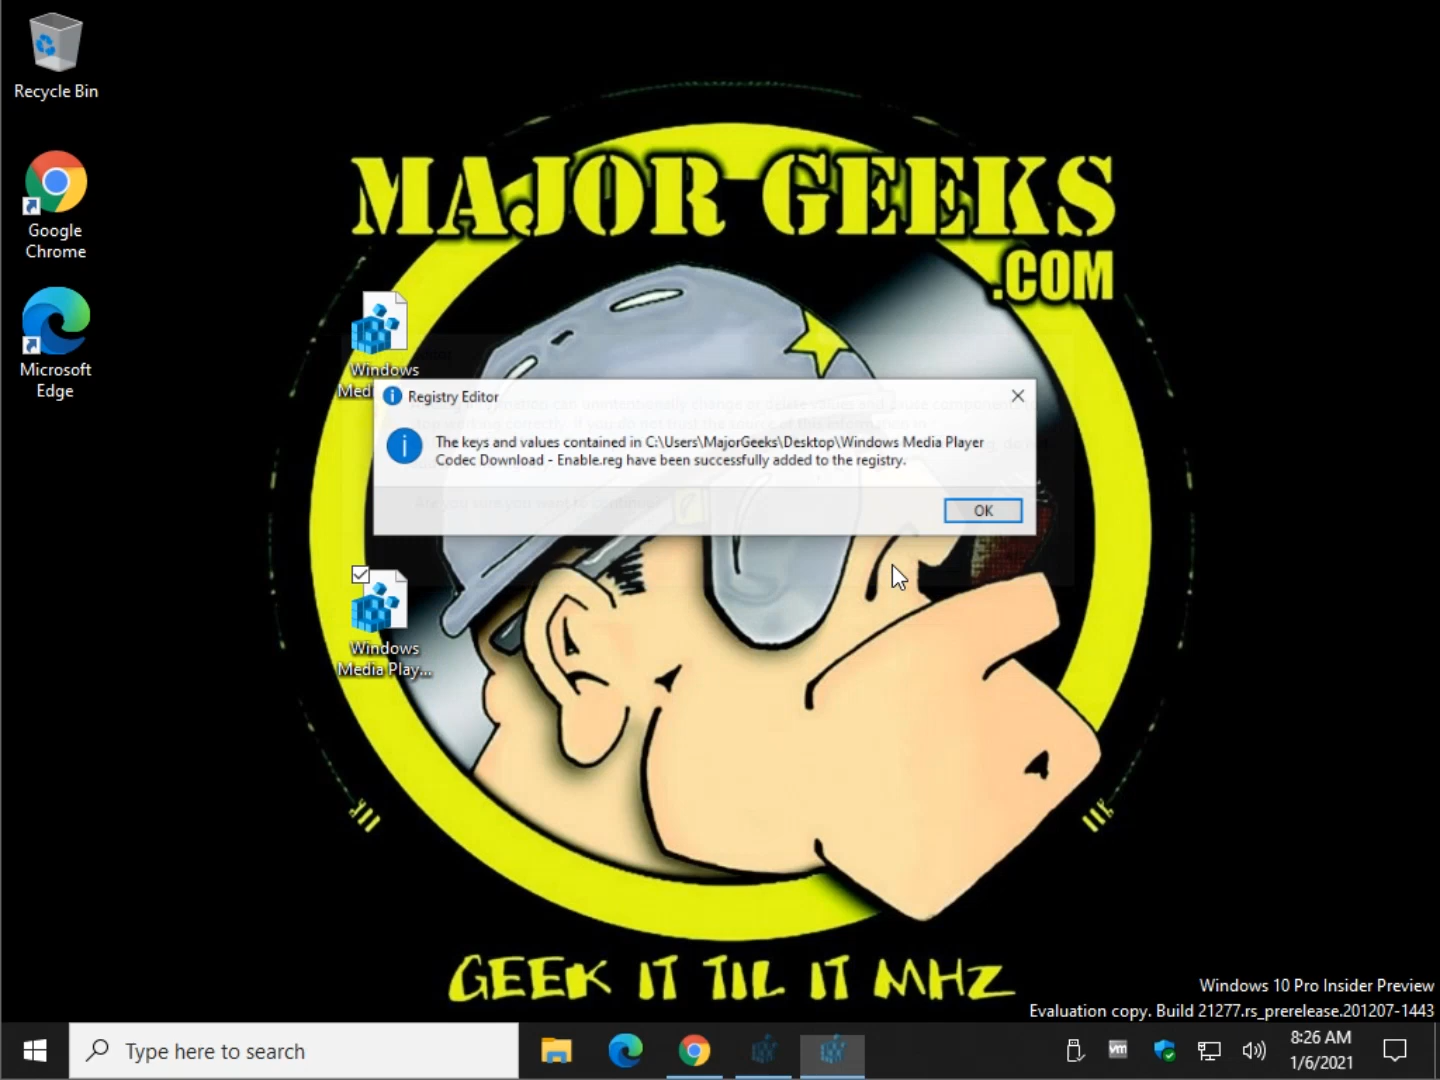 Recycle Bin
Google
Chrome
Microsoft
Edge
MAJOR GEEKS
.COM
Windows
Registry Editor
The keys and values contained in C:\Users\MajorGeeks\Desktop\Windows Media Player
Codec Download - Enable.reg have been successfully added to the registry.
OK
Windows
Media Play...
GEEK IT TIL IT MHZ
Windows 10 Pro Insider Preview
Evaluation copy. Build 21277.rs_prerelease.201207-1443
Type here to search
vm
8:26 AM
1/6/2021